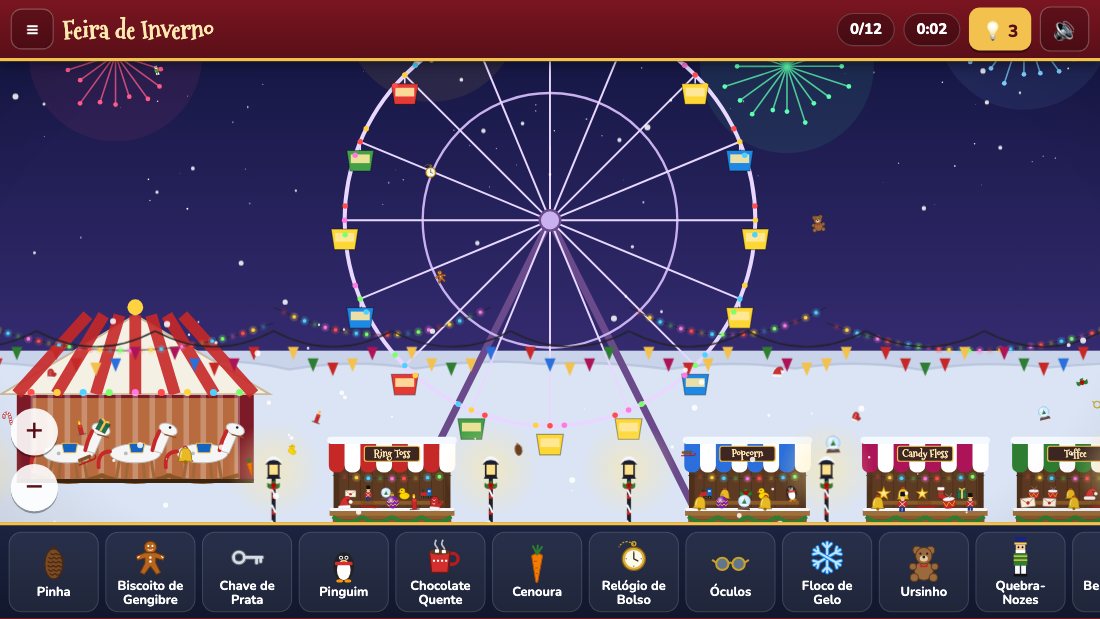 Feira de Inverno
0/12
0:02
3
Ring Toss
Popcorn
Candy Floss
Toffee
Pinha
Biscoito de
Gengibre
Chave de
Prata
Pinguim
Chocolate
Quente
Cenoura
Relógio de
Bolso
Óculos
Floco de
Gelo
Ursinho
Quebra-
Nozes
Be